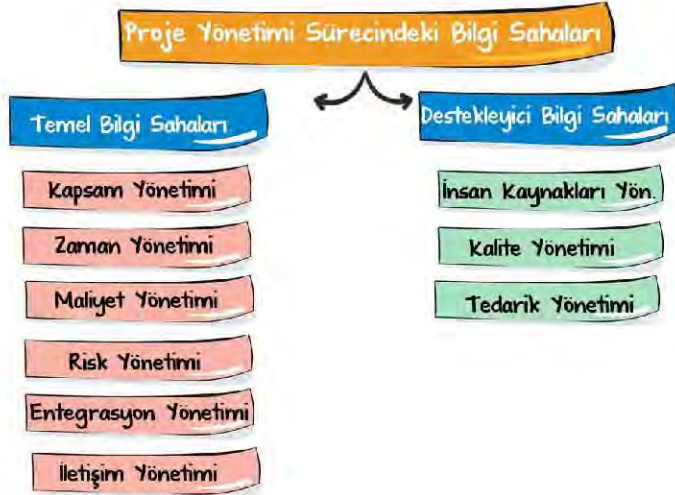 Proje Yönetimi Sürecindeki Bilgi Sahaları
Temel Bilgi Sahaları
Kapsam Yönetimi
Zaman Yönetimi
Maliyet Yönetimi
Risk Yönetimi
Entegrasyon Yönetimi
İletişim Yönetimi
Destekleyici Bilgi Sahaları
İnsan Kaynakları Yön.
Kalite Yönetimi
Tedarik Yönetimi